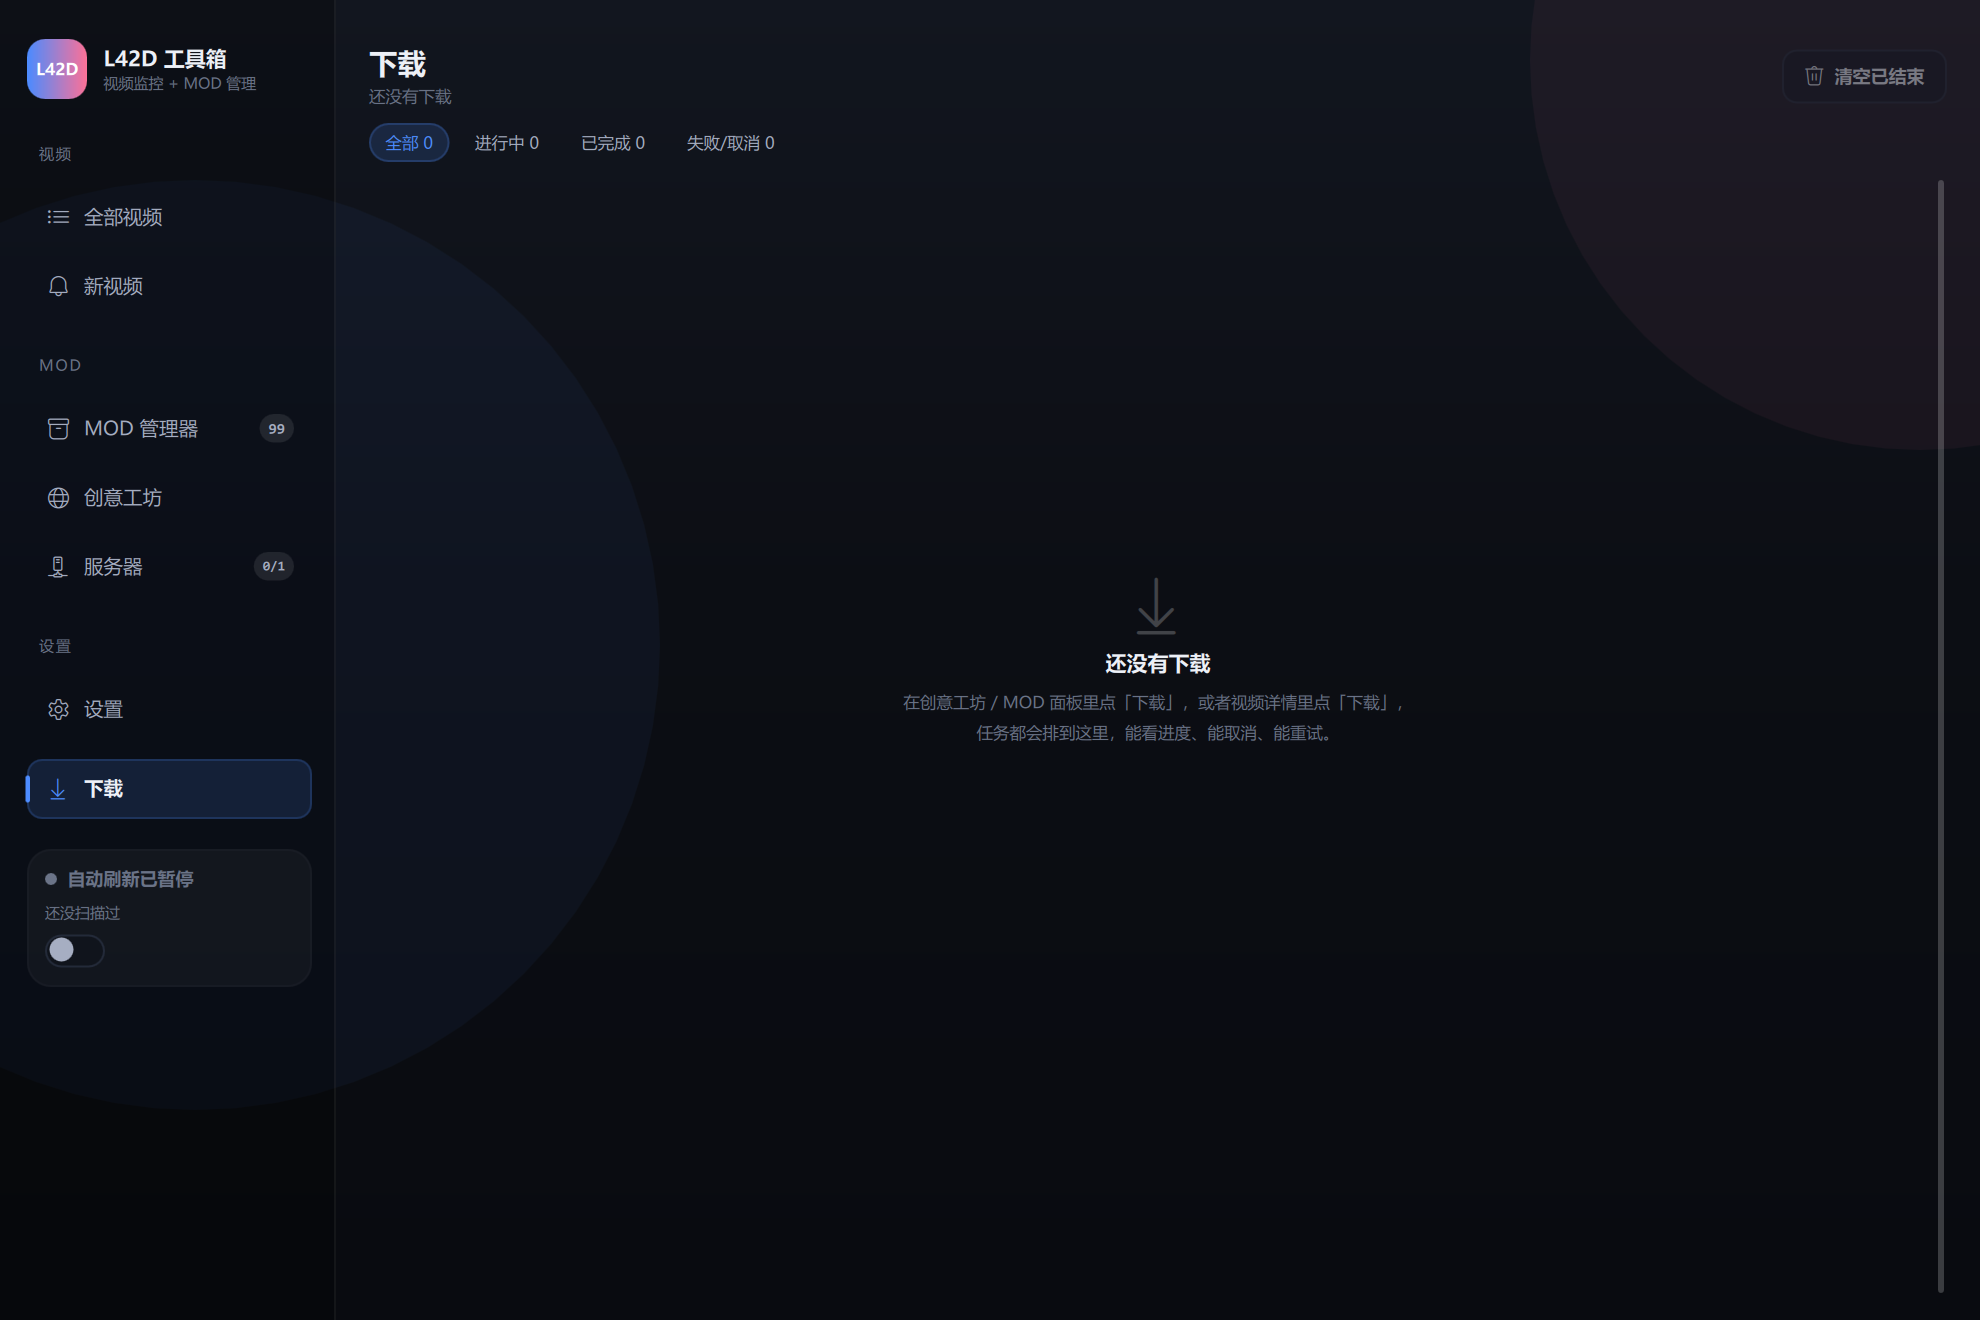 L42D
L42D 工具箱
视频监控 + MOD 管理
视频
全部视频
新视频
MOD
MOD 管理器
99
创意工坊
服务器
0/1
设置
设置
下载
自动刷新已暂停
还没扫描过
下载
还没有下载
清空已结束
全部 0
进行中 0
已完成 0
失败/取消 0
还没有下载
在创意工坊 / MOD 面板里点「下载」，或者视频详情里点「下载」，
任务都会排到这里，能看进度、能取消、能重试。